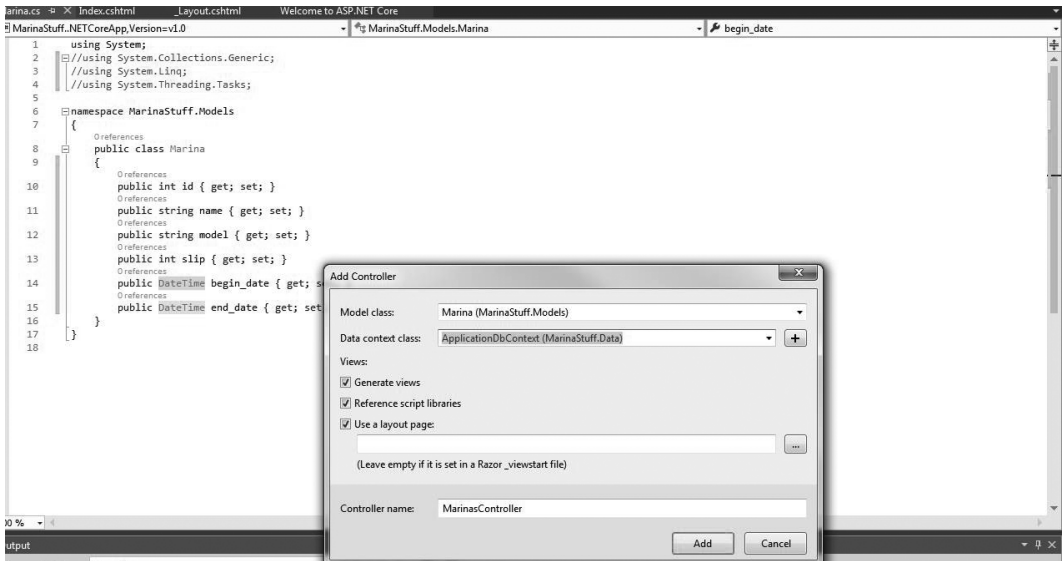 arina.cs Index.cshtml _Layout.cshtml Welcome to ASP.NET Core
MarinaStuff..NETCoreApp,Version=v1.0 MarinaStuff.Models.Marina begin_date
1 using System;
2 //using System.Collections.Generic;
3 //using System.Linq;
4 //using System.Threading.Tasks;
5
6 namespace MarinaStuff.Models
7 {
0 references
8 public class Marina
9 {
0 references
10 public int id { get; set; }
0 references
11 public string name { get; set; }
0 references
12 public string model { get; set; }
0 references
13 public int slip { get; set; }
0 references
14 public DateTime begin_date { get; s
0 references
15 public DateTime end_date { get; set
16 }
17 }
18
Add Controller
Model class: Marina (MarinaStuff.Models)
Data context class: ApplicationDbContext (MarinaStuff.Data)
Views:
Generate views
Reference script libraries
Use a layout page:
...
(Leave empty if it is set in a Razor _viewstart file)
Controller name: MarinasController
Add Cancel
00 %
utput